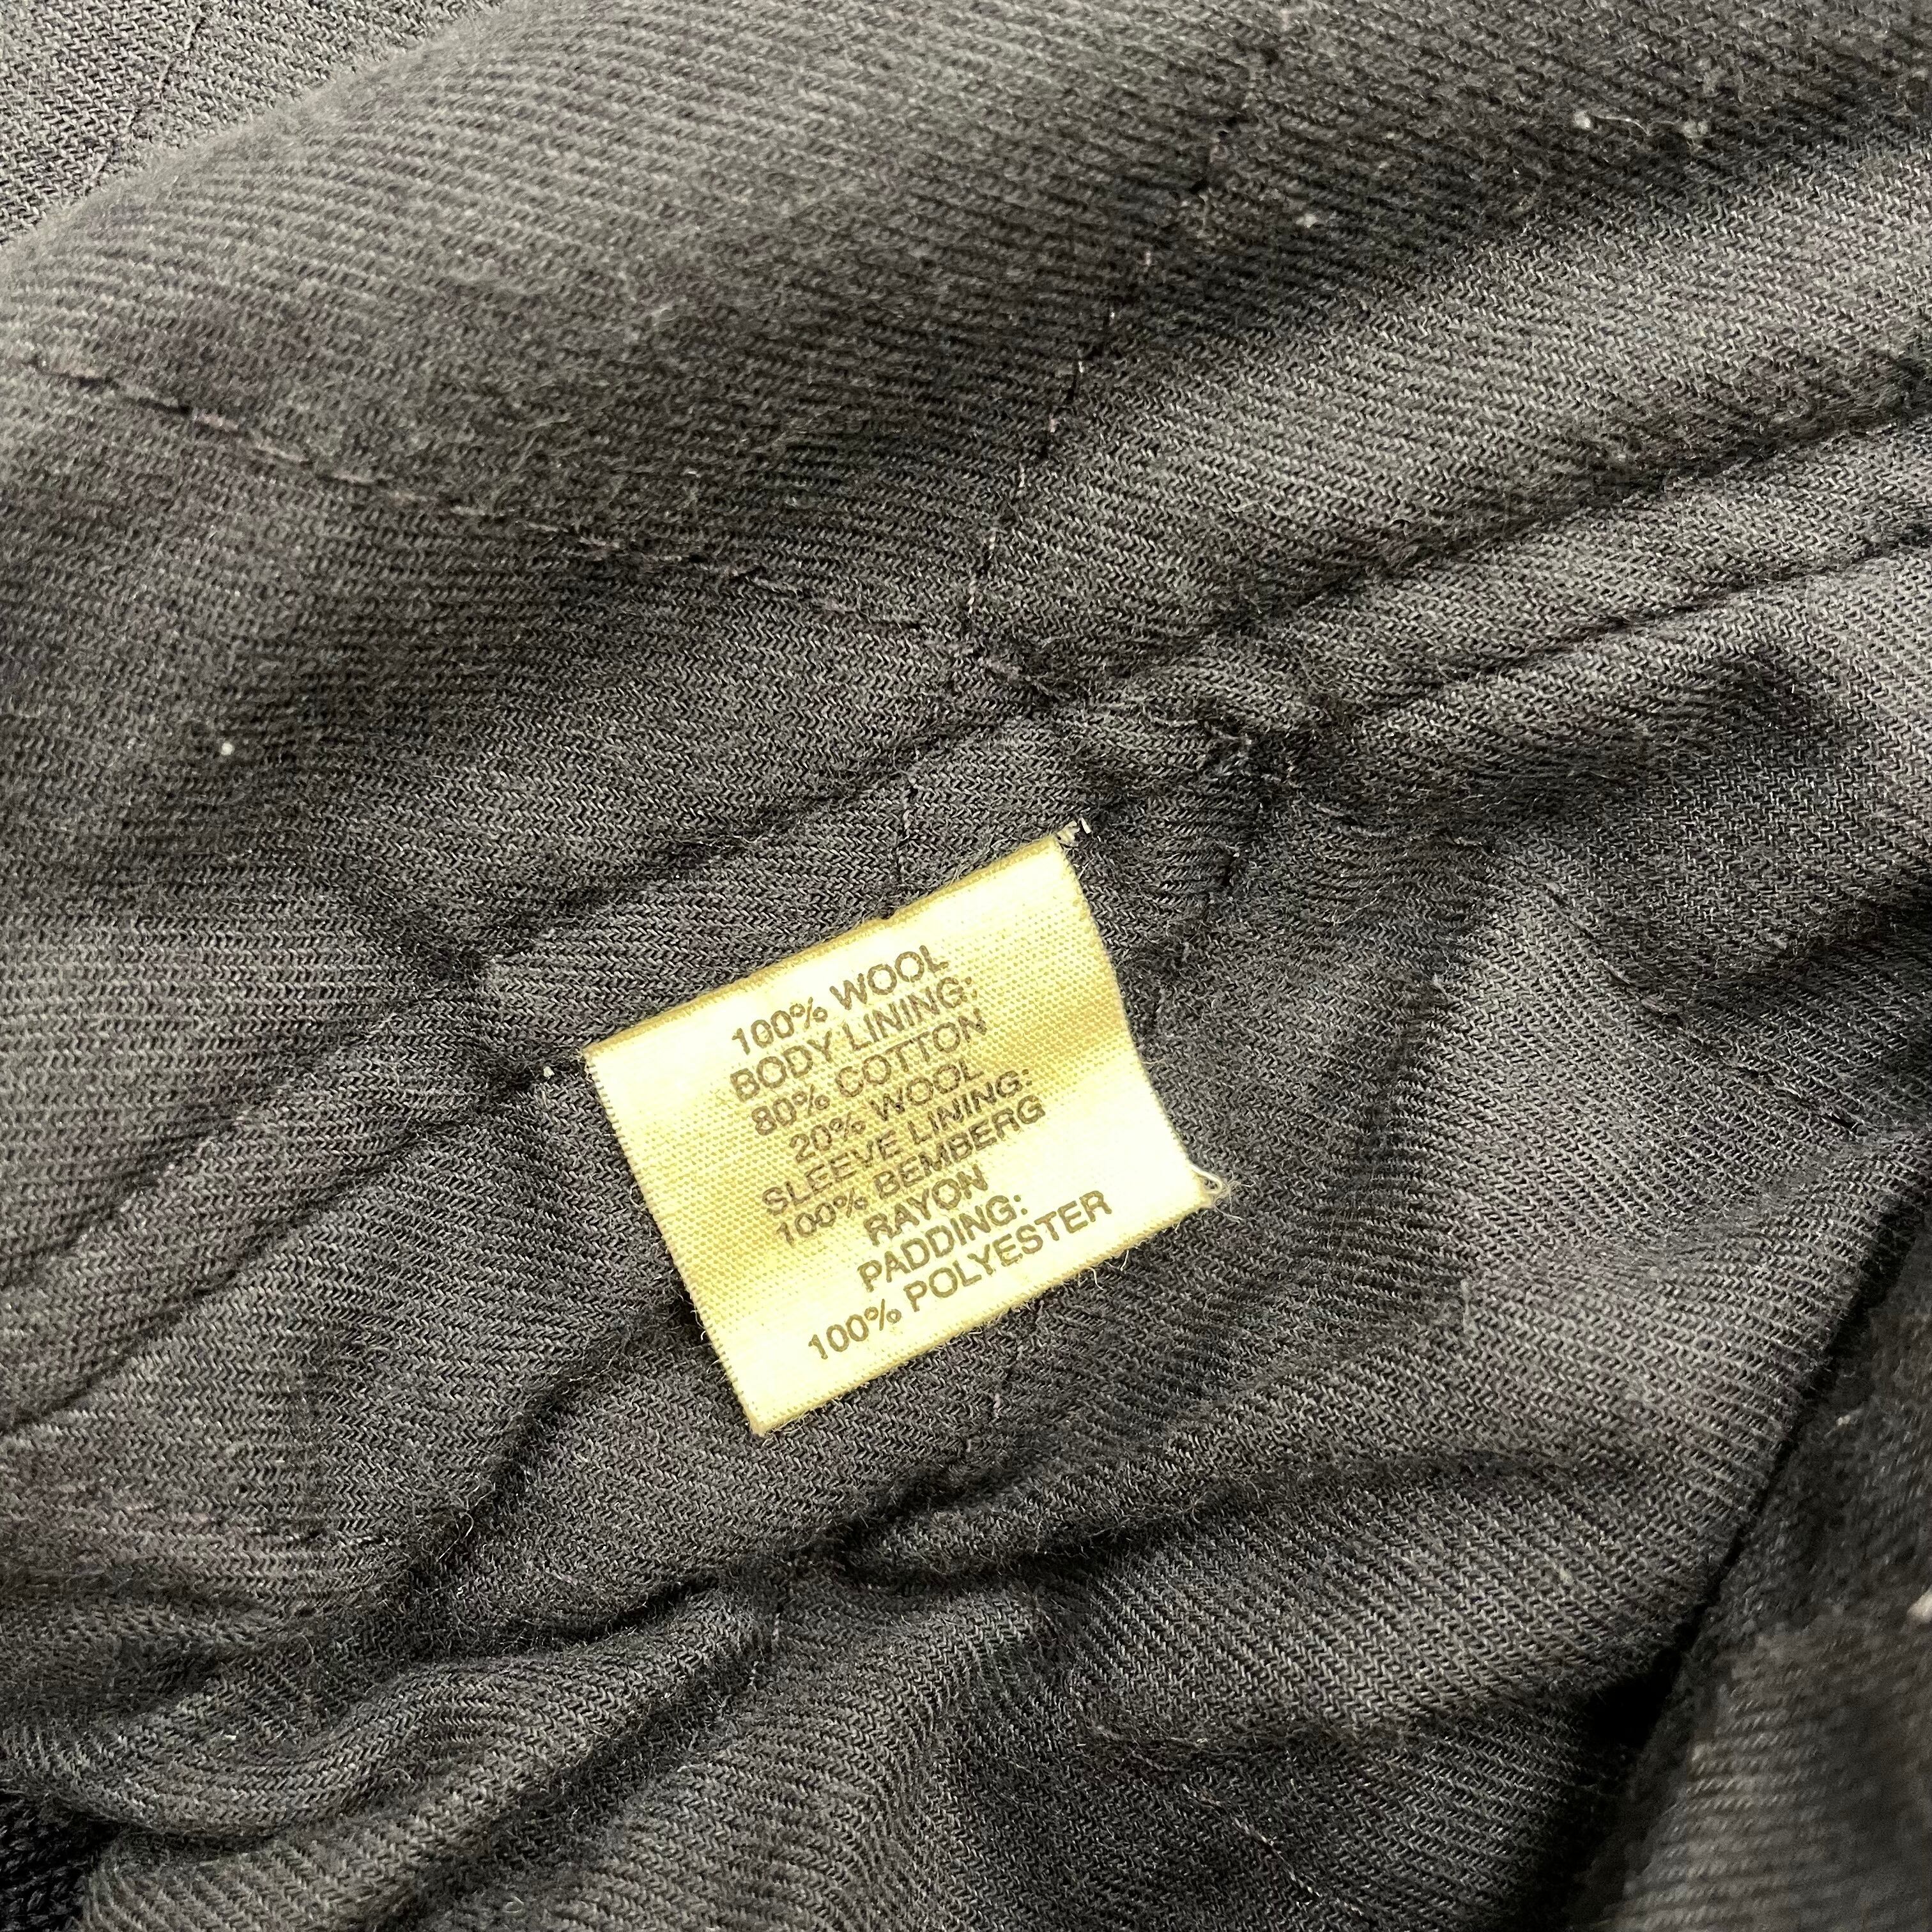 100% WOOL
BODY LINING:
80% COTTON
20% WOOL
SLEEVE LINING:
100% BEMBERG
RAYON
PADDING:
100% POLYESTER